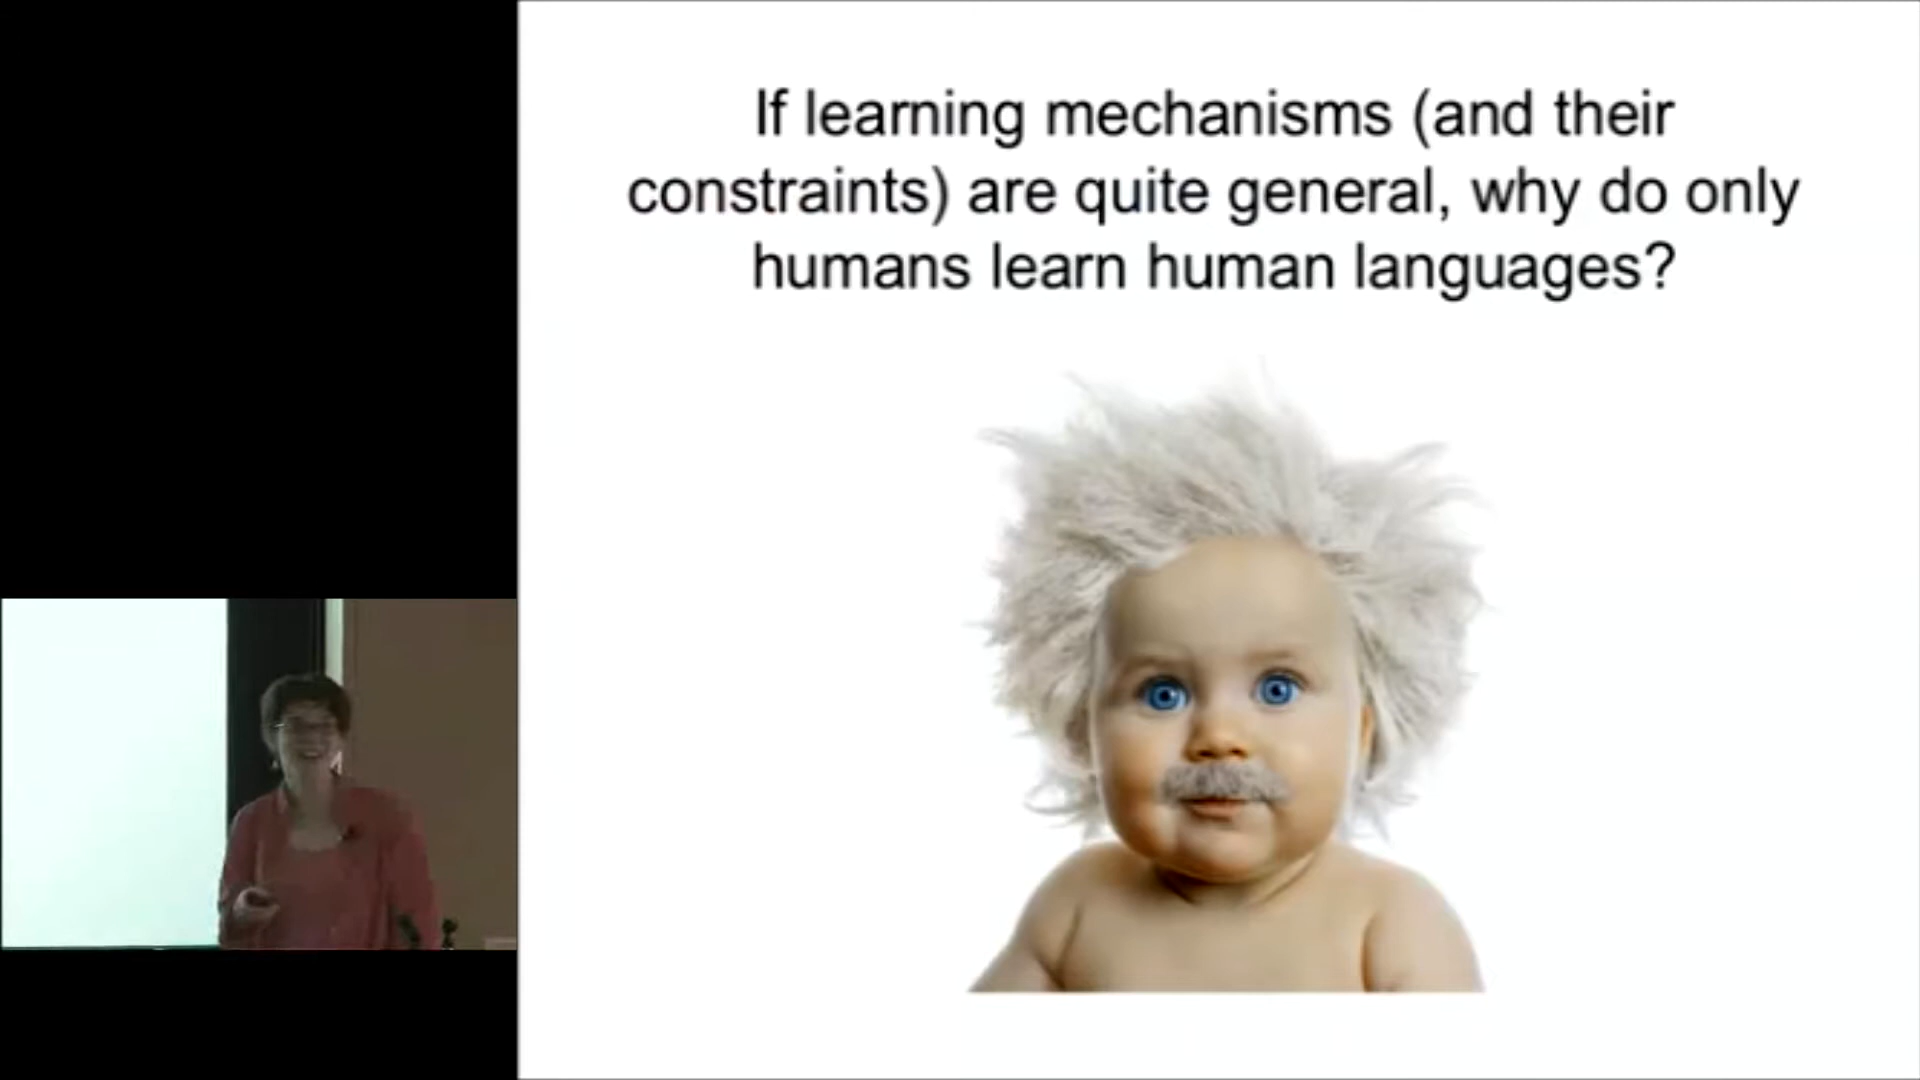 If learning mechanisms (and their
constraints) are quite general, why do only
humans learn human languages?